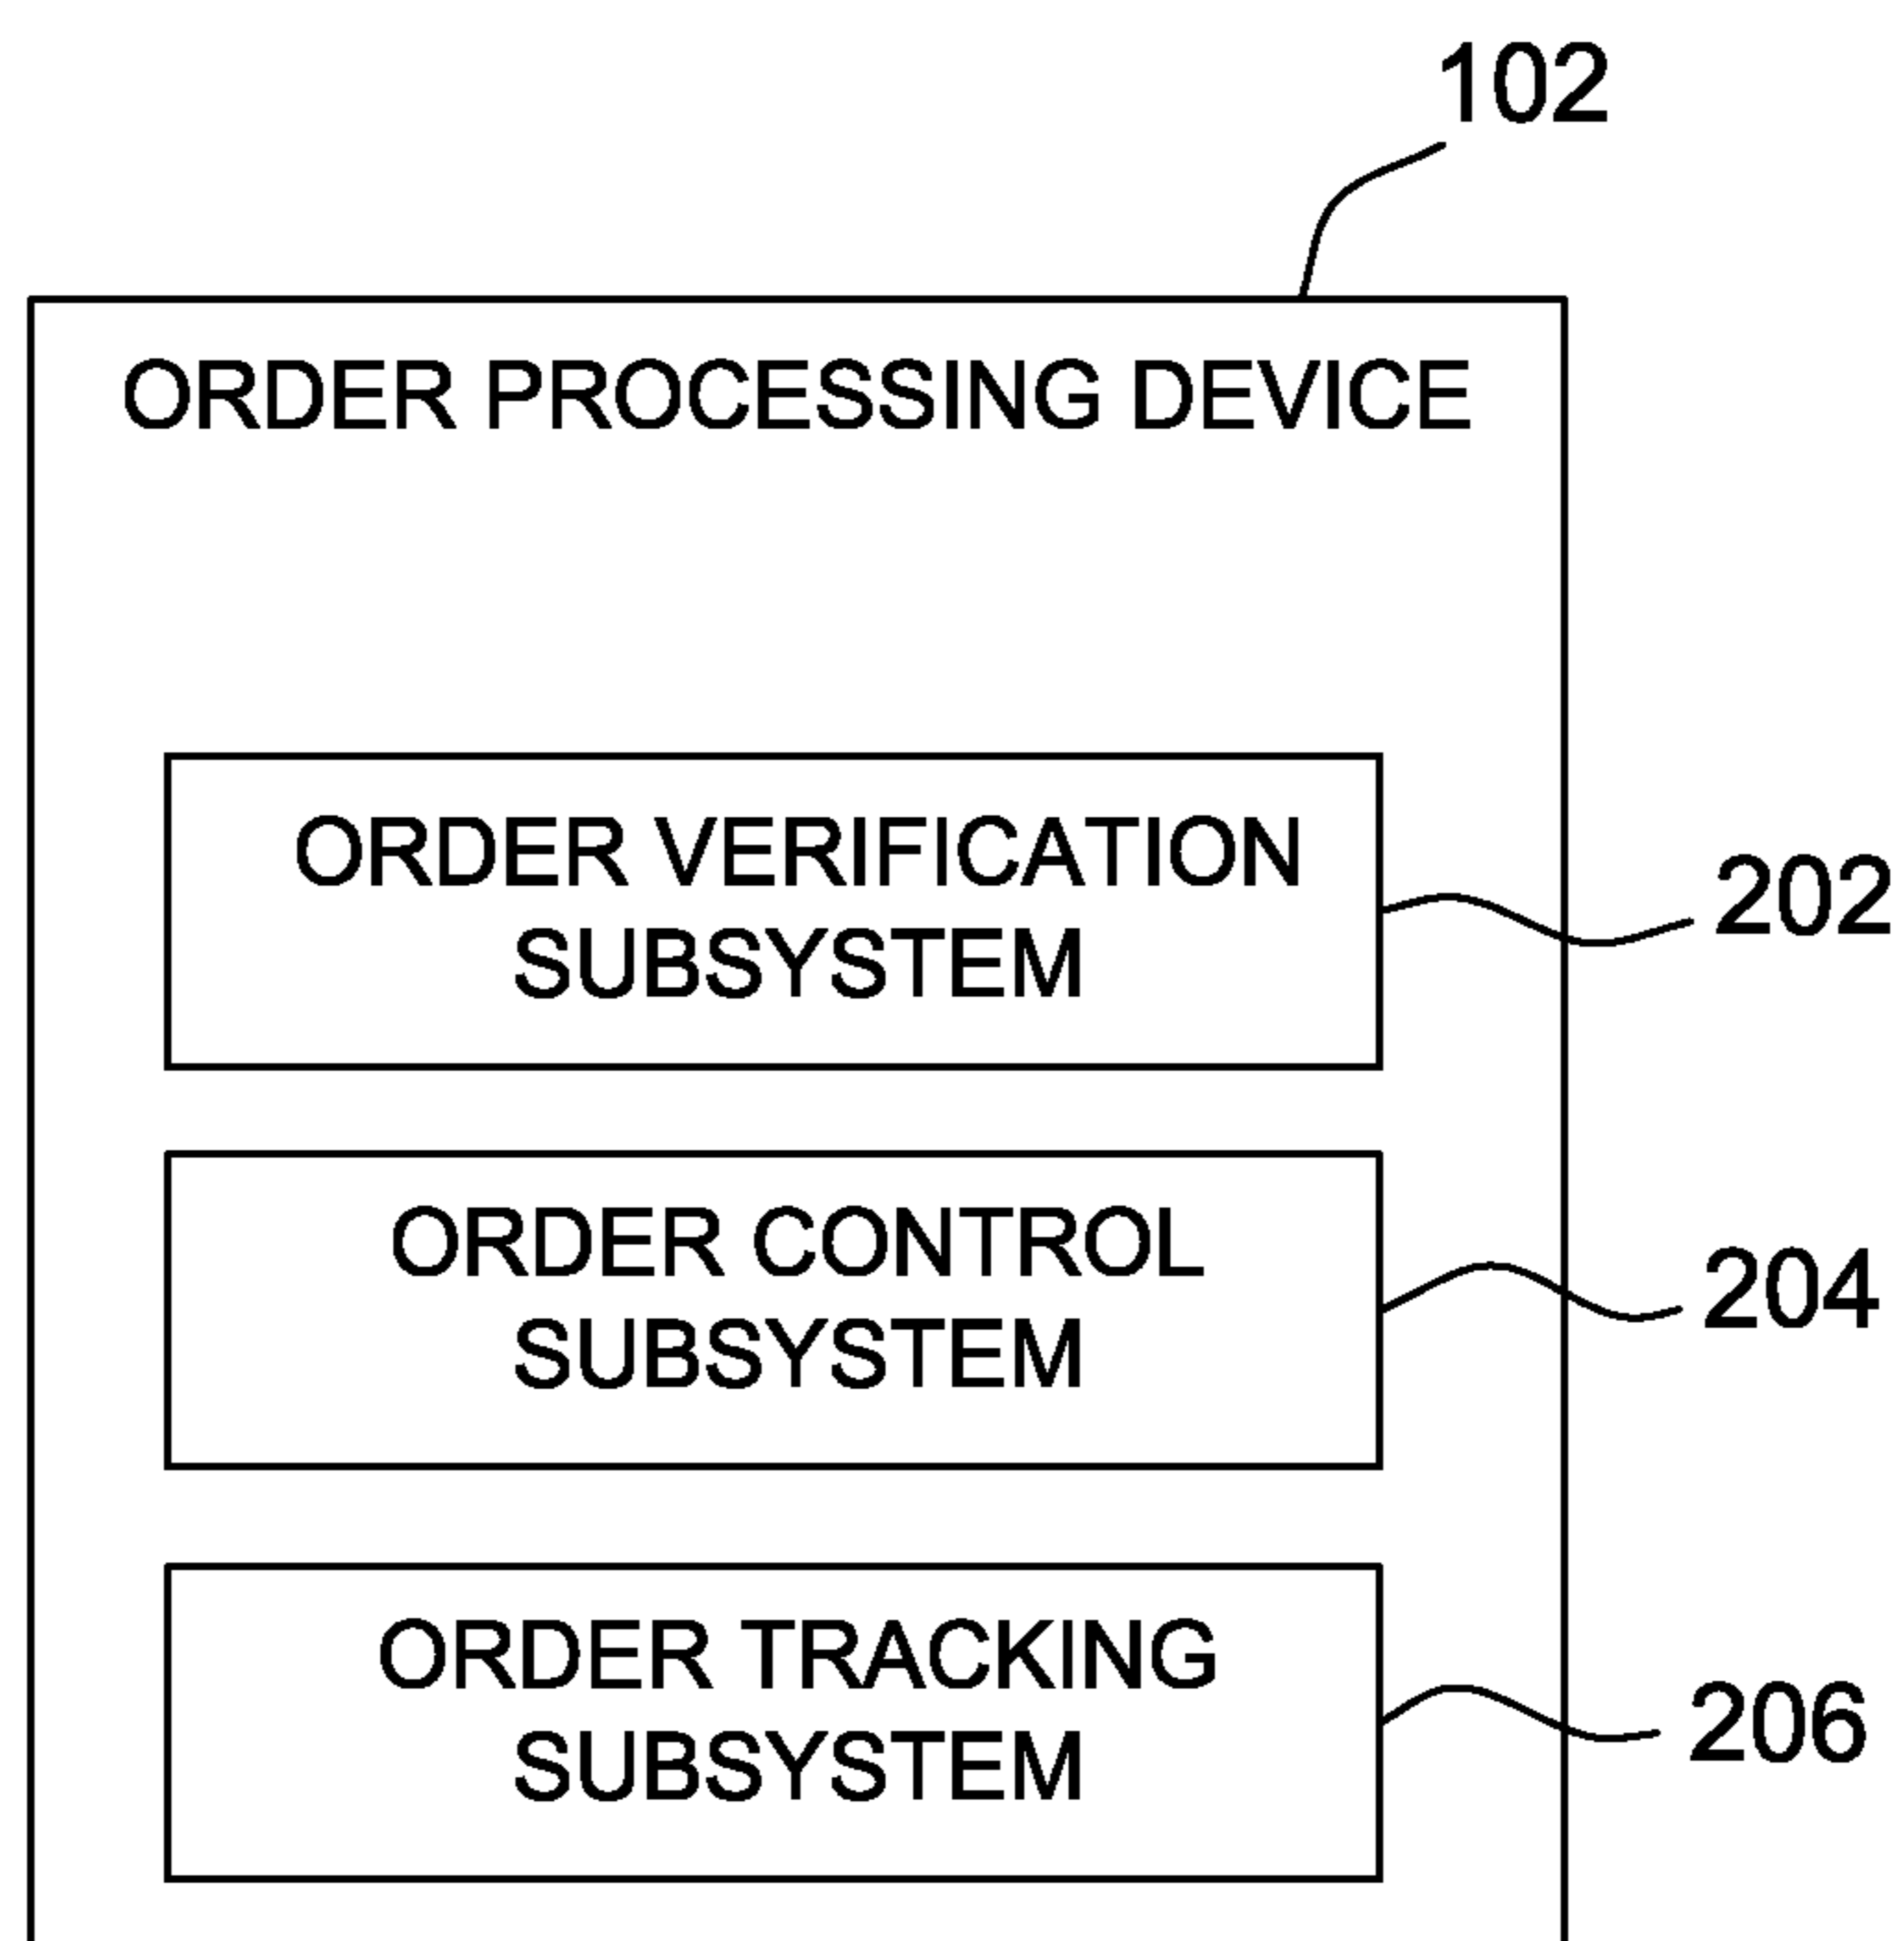 102
ORDER PROCESSING DEVICE
ORDER VERIFICATION
SUBSYSTEM
202
ORDER CONTROL
SUBSYSTEM
204
ORDER TRACKING
SUBSYSTEM
206